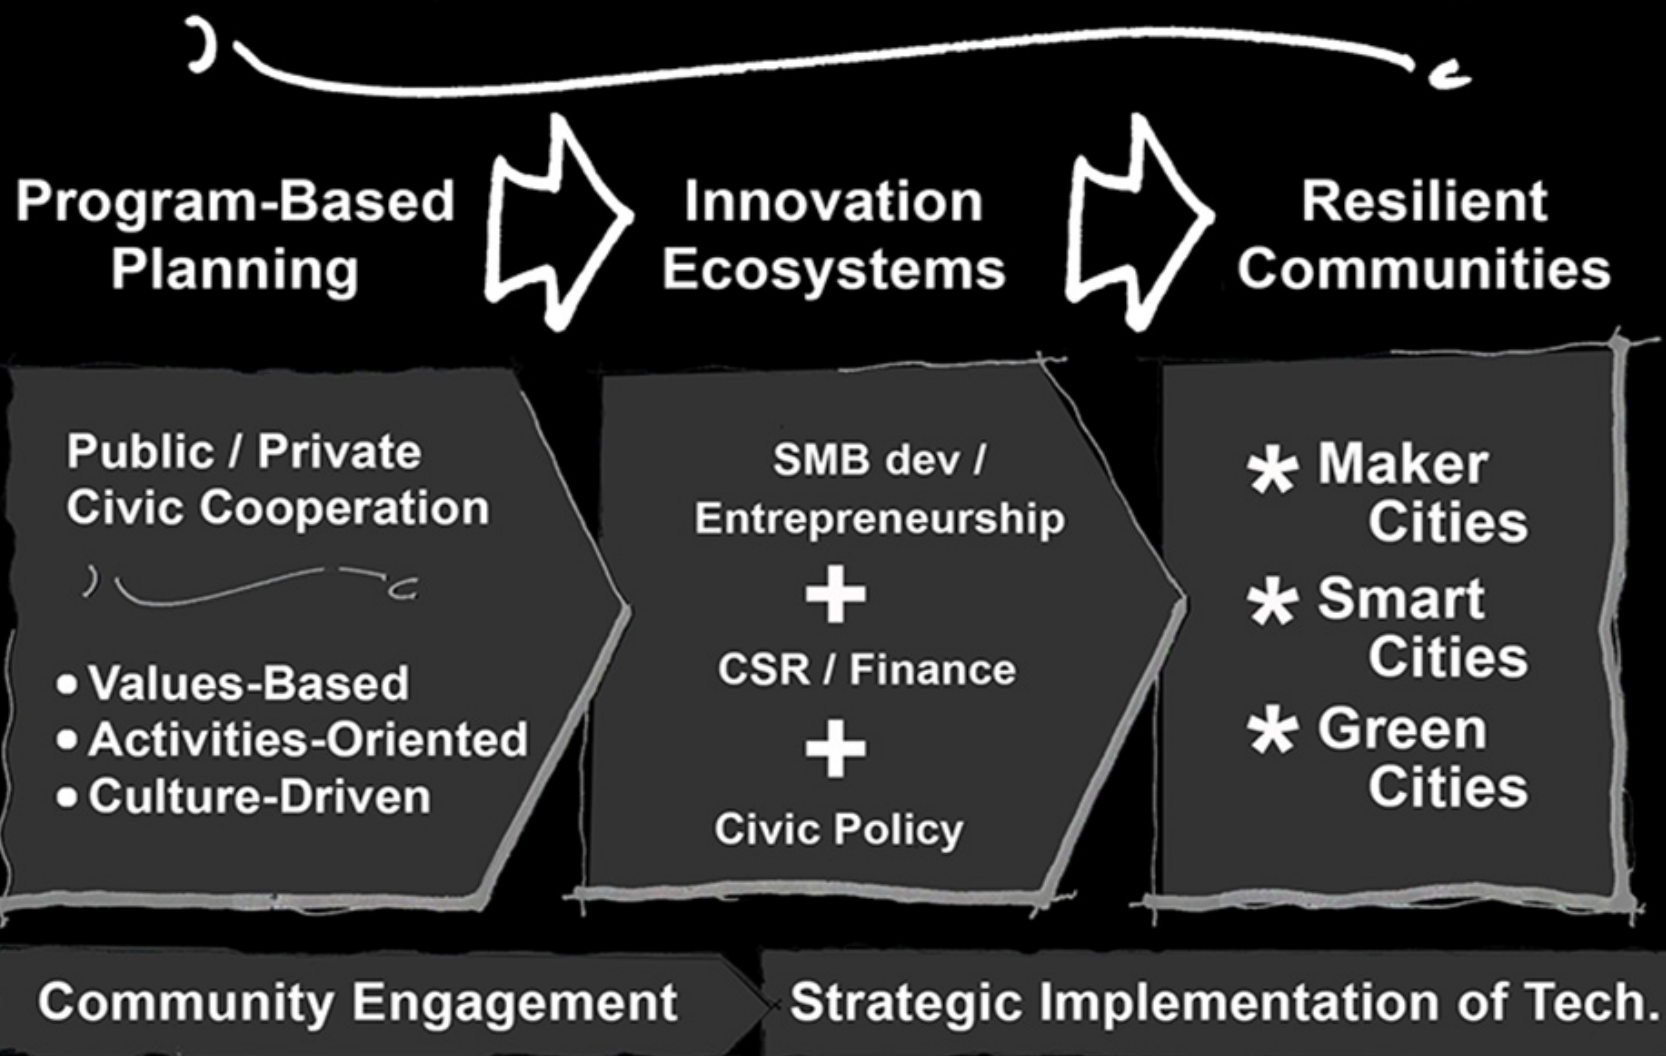 Program-Based
Planning
Innovation
Ecosystems
Resilient
Communities
Public / Private
Civic Cooperation
• Values-Based
• Activities-Oriented
• Culture-Driven
SMB dev /
Entrepreneurship
+
CSR / Finance
+
Civic Policy
* Maker
Cities
* Smart
Cities
* Green
Cities
Community Engagement
Strategic Implementation of Tech.